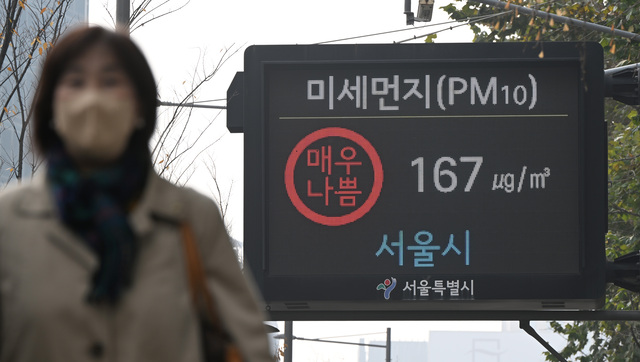 미세먼지(PM10)
매우
나쁨
167 µg/㎥
서울시
서울특별시